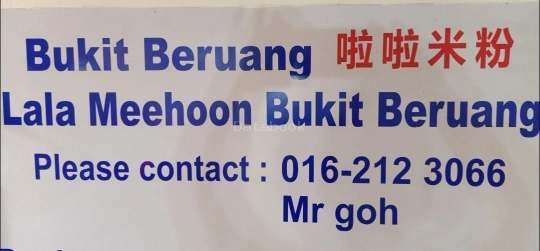 Bukit Beruang 啦啦米粉
Lala Meehoon Bukit Beruang
Please contact : 016-212 3066
Mr goh